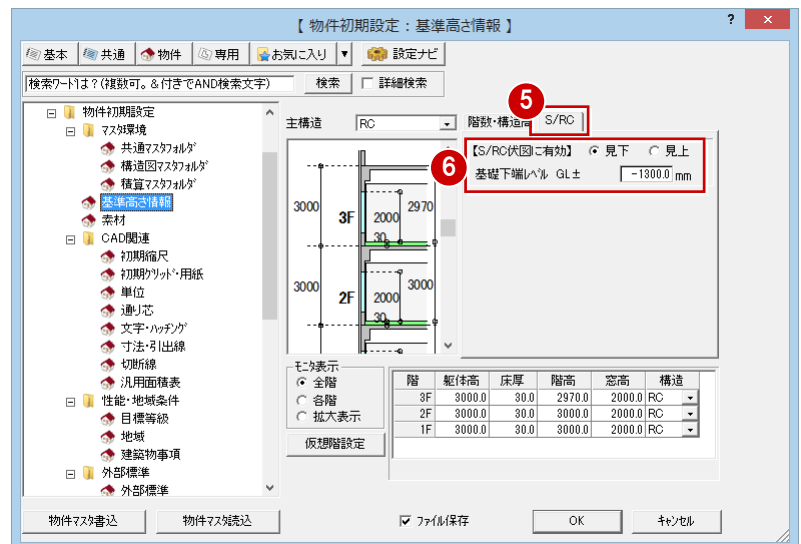 【 物件初期設定：基準高さ情報 】
?
×
基本
共通
物件
専用
お気に入り
▼
設定ナビ
検索ワードは？(複数可。＆付きでAND検索文字)
検索
詳細検索
物件初期設定
マスタ環境
共通マスタフォルダ
構造図マスタフォルダ
積算マスタフォルダ
基準高さ情報
素材
CAD関連
初期縮尺
初期グリッド・用紙
単位
通り芯
文字・ハッチング
寸法・引出線
切断線
汎用面積表
性能・地域条件
目標等級
地域
建築物事項
外部標準
外部標準
主構造 RC
3000
3F
2000
2970
30
3000
2F
2000
3000
30
モニタ表示
全階
各階
拡大表示
仮想階設定
5
階数・構造高
S/RC
6
【S/RC伏図に有効】 見下 見上
基礎下端レベル GL± -1300.0 mm
階 躯体高 床厚 階高 窓高 構造
3F 3000.0 30.0 2970.0 2000.0 RC
2F 3000.0 30.0 3000.0 2000.0 RC
1F 3000.0 30.0 3000.0 2000.0 RC
物件マスタ書込
物件マスタ読込
ファイル保存
OK
キャンセル